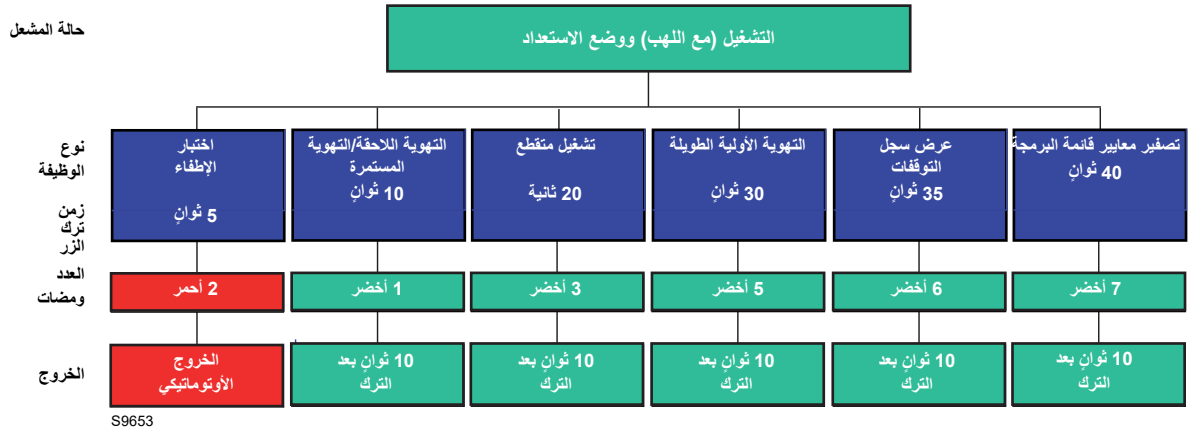 حالة المشعل
التشغيل (مع اللهب) ووضع الاستعداد
نوع
الوظيفة
زمن
ترك
الزر
تصفير معايير قائمة البرمجة
40 ثوانٍ
عرض سجل
التوقفات
35 ثوانٍ
التهوية الأولية الطويلة
30 ثوانٍ
تشغيل متقطع
20 ثانية
التهوية اللاحقة/التهوية
المستمرة
10 ثوانٍ
اختبار
الإطفاء
5 ثوانٍ
العدد
ومضات
7 أخضر
6 أخضر
5 أخضر
3 أخضر
1 أخضر
2 أحمر
الخروج
10 ثوانٍ بعد
الترك
10 ثوانٍ بعد
الترك
10 ثوانٍ بعد
الترك
10 ثوانٍ بعد
الترك
10 ثوانٍ بعد
الترك
الخروج
الأوتوماتيكي
S9653